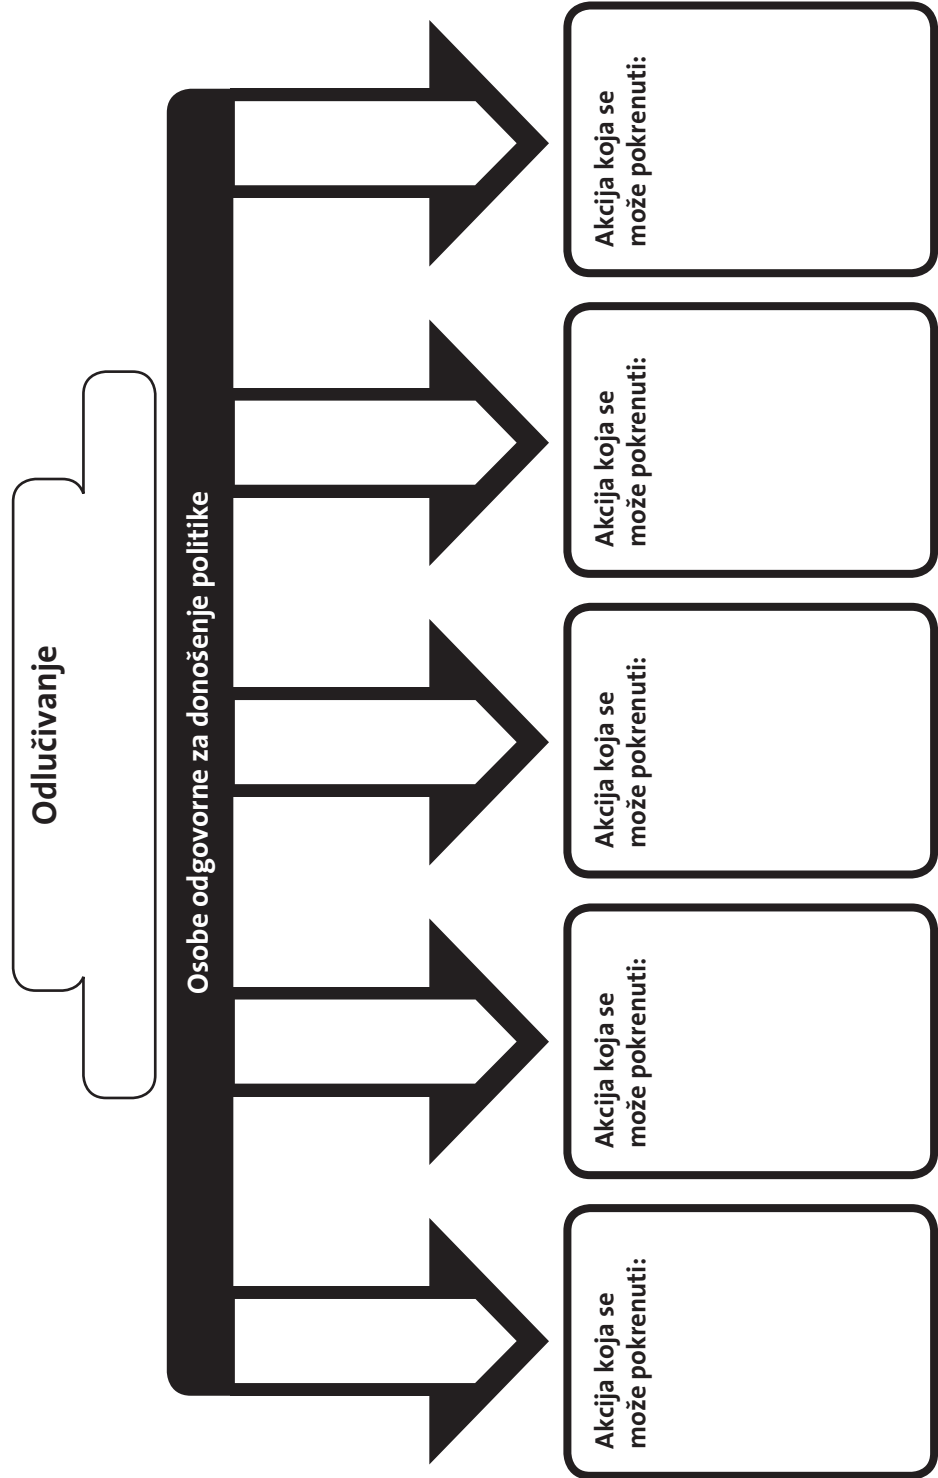 Odlučivanje
Osobe odgovorne za donošenje politike
Akcija koja se
može pokrenuti:
Akcija koja se
može pokrenuti:
Akcija koja se
može pokrenuti:
Akcija koja se
može pokrenuti:
Akcija koja se
može pokrenuti: